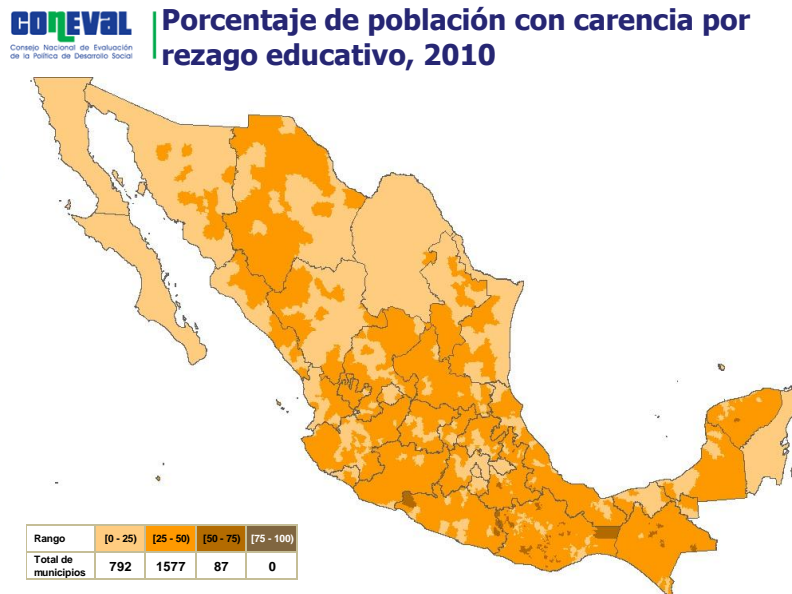 CONEVAL
Consejo Nacional de Evaluación
de la Política de Desarrollo Social
Porcentaje de población con carencia por
rezago educativo, 2010
Rango [0 - 25) [25 - 50) [50 - 75) [75 - 100)
Total de
municipios 792 1577 87 0